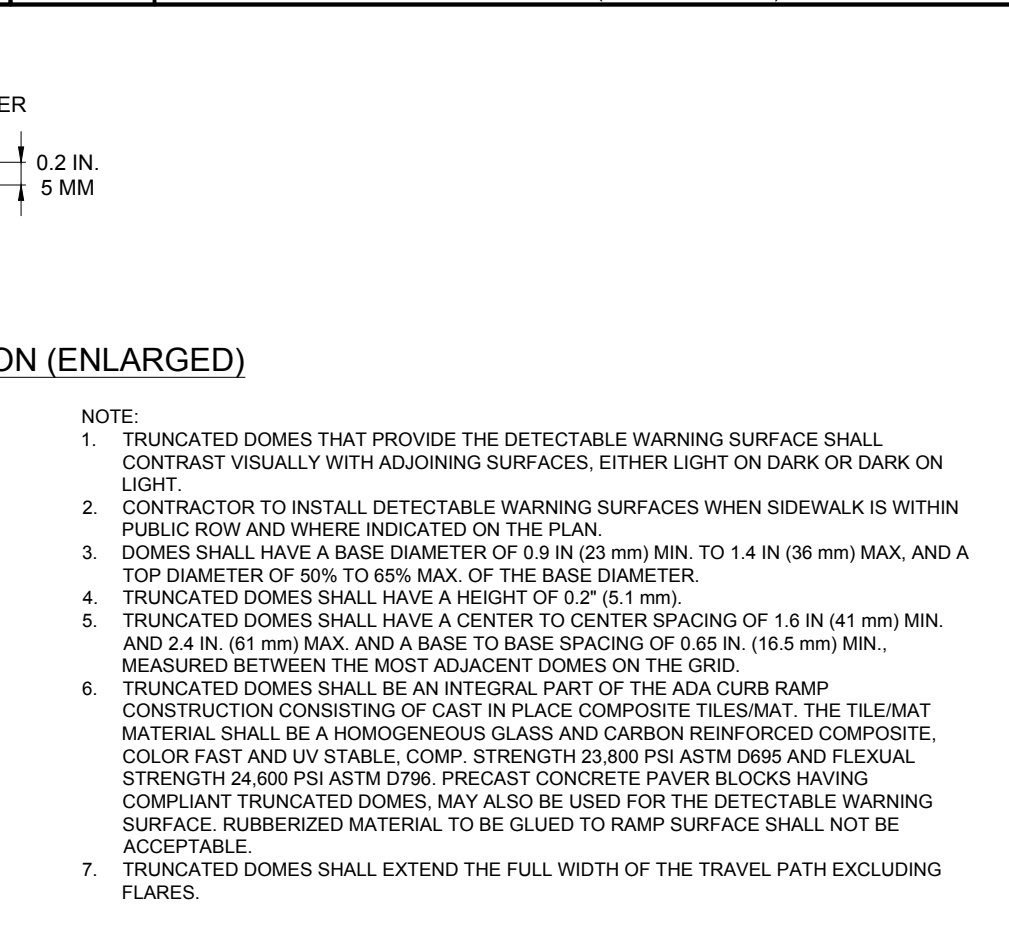 ER
0.2 IN.
5 MM
ON (ENLARGED)
NOTE:
1. TRUNCATED DOMES THAT PROVIDE THE DETECTABLE WARNING SURFACE SHALL
CONTRAST VISUALLY WITH ADJOINING SURFACES, EITHER LIGHT ON DARK OR DARK ON
LIGHT.
2. CONTRACTOR TO INSTALL DETECTABLE WARNING SURFACES WHEN SIDEWALK IS WITHIN
PUBLIC ROW AND WHERE INDICATED ON THE PLAN.
3. DOMES SHALL HAVE A BASE DIAMETER OF 0.9 IN (23 mm) MIN. TO 1.4 IN (36 mm) MAX, AND A
TOP DIAMETER OF 50% TO 65% MAX. OF THE BASE DIAMETER.
4. TRUNCATED DOMES SHALL HAVE A HEIGHT OF 0.2" (5.1 mm).
5. TRUNCATED DOMES SHALL HAVE A CENTER TO CENTER SPACING OF 1.6 IN (41 mm) MIN.
AND 2.4 IN. (61 mm) MAX. AND A BASE TO BASE SPACING OF 0.65 IN. (16.5 mm) MIN.,
MEASURED BETWEEN THE MOST ADJACENT DOMES ON THE GRID.
6. TRUNCATED DOMES SHALL BE AN INTEGRAL PART OF THE ADA CURB RAMP
CONSTRUCTION CONSISTING OF CAST IN PLACE COMPOSITE TILES/MAT. THE TILE/MAT
MATERIAL SHALL BE A HOMOGENEOUS GLASS AND CARBON REINFORCED COMPOSITE,
COLOR FAST AND UV STABLE, COMP. STRENGTH 23,800 PSI ASTM D695 AND FLEXUAL
STRENGTH 24,600 PSI ASTM D796. PRECAST CONCRETE PAVER BLOCKS HAVING
COMPLIANT TRUNCATED DOMES, MAY ALSO BE USED FOR THE DETECTABLE WARNING
SURFACE. RUBBERIZED MATERIAL TO BE GLUED TO RAMP SURFACE SHALL NOT BE
ACCEPTABLE.
7. TRUNCATED DOMES SHALL EXTEND THE FULL WIDTH OF THE TRAVEL PATH EXCLUDING
FLARES.